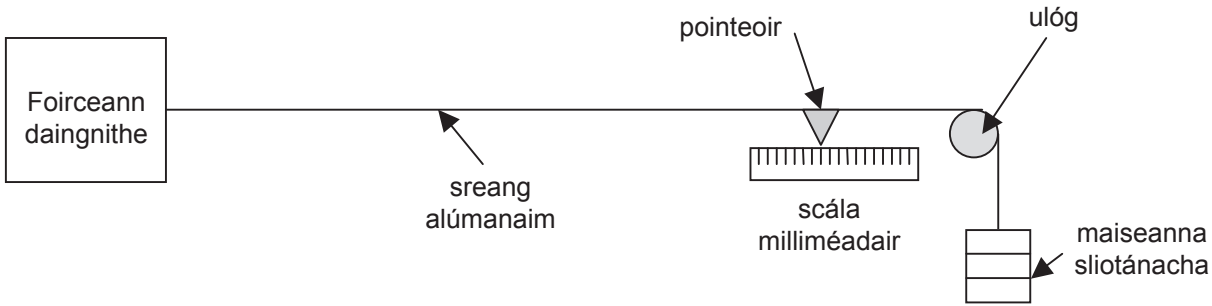 pointeoir
ulóg
Foirceann
daingnithe
sreang
alúmanaim
scála
milliméadair
maiseanna
sliotánacha